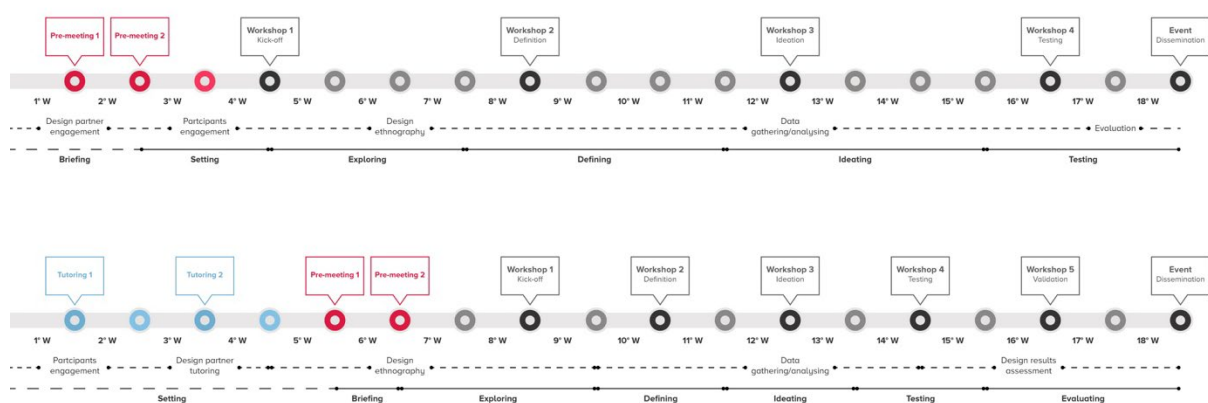 Pre-meeting 1
Pre-meeting 2
Workshop 1
Kick-off
Workshop 2
Definition
Workshop 3
Ideation
Workshop 4
Testing
Event
Dissemination
1° W 2° W 3° W 4° W 5° W 6° W 7° W 8° W 9° W 10° W 11° W 12° W 13° W 14° W 15° W 16° W 17° W 18° W
Design partner
engagement
Partcipants
engagement
Design
ethnography
Data
gathering/analysing
Evaluation
Briefing Setting Exploring Defining Ideating Testing
Tutoring 1
Tutoring 2
Pre-meeting 1
Pre-meeting 2
Workshop 1
Kick-off
Workshop 2
Definition
Workshop 3
Ideation
Workshop 4
Testing
Workshop 5
Validation
Event
Dissemination
1° W 2° W 3° W 4° W 5° W 6° W 7° W 8° W 9° W 10° W 11° W 12° W 13° W 14° W 15° W 16° W 17° W 18° W
Partcipants
engagement
Design partner
tutoring
Design
ethnography
Data
gathering/analysing
Design results
assessment
Setting Briefing Exploring Defining Ideating Testing Evaluating